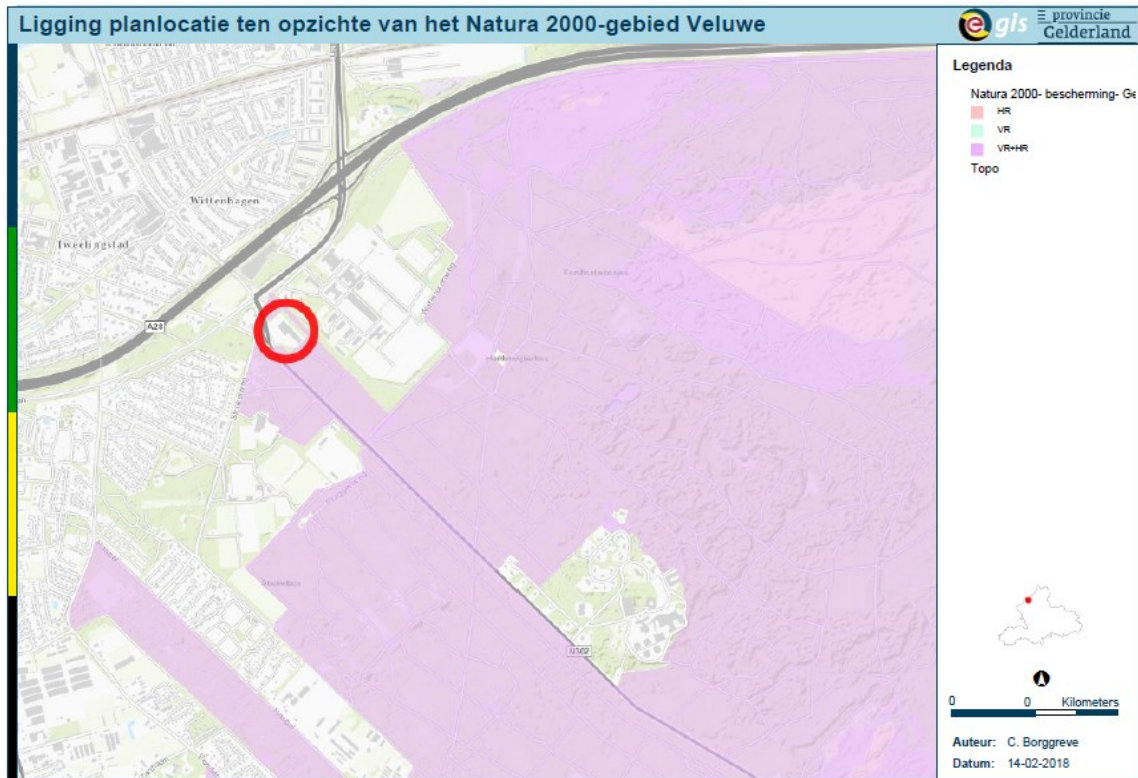 Ligging planlocatie ten opzichte van het Natura 2000-gebied Veluwe
e gis
provincie
Gelderland
Legenda
Natura 2000- bescherming- Ge
HR
VR
VR+HR
Topo
Wittenhagen
Tweelingstad
A28
N302
0 0 Kilometers
Auteur: C. Borggreve
Datum: 14-02-2018